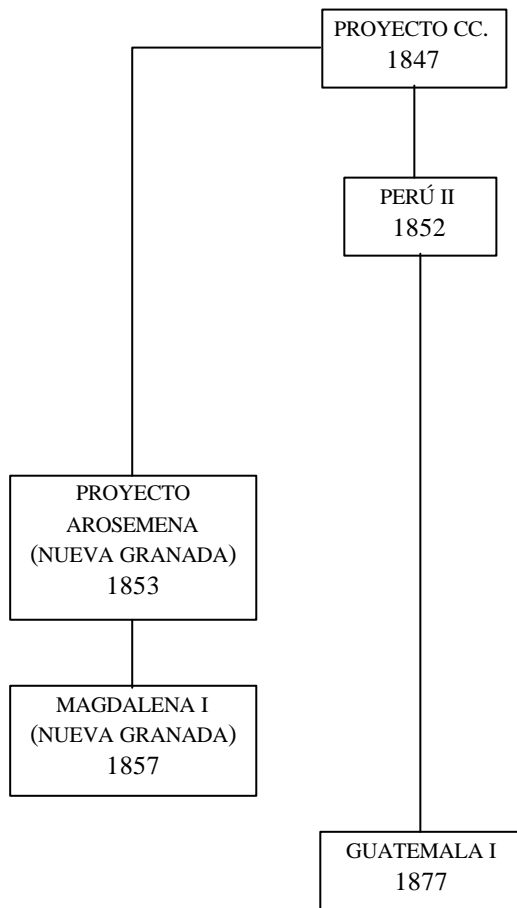 PROYECTO CC.
1847
PERÚ II
1852
PROYECTO
AROSEMENA
(NUEVA GRANADA)
1853
MAGDALENA I
(NUEVA GRANADA)
1857
GUATEMALA I
1877